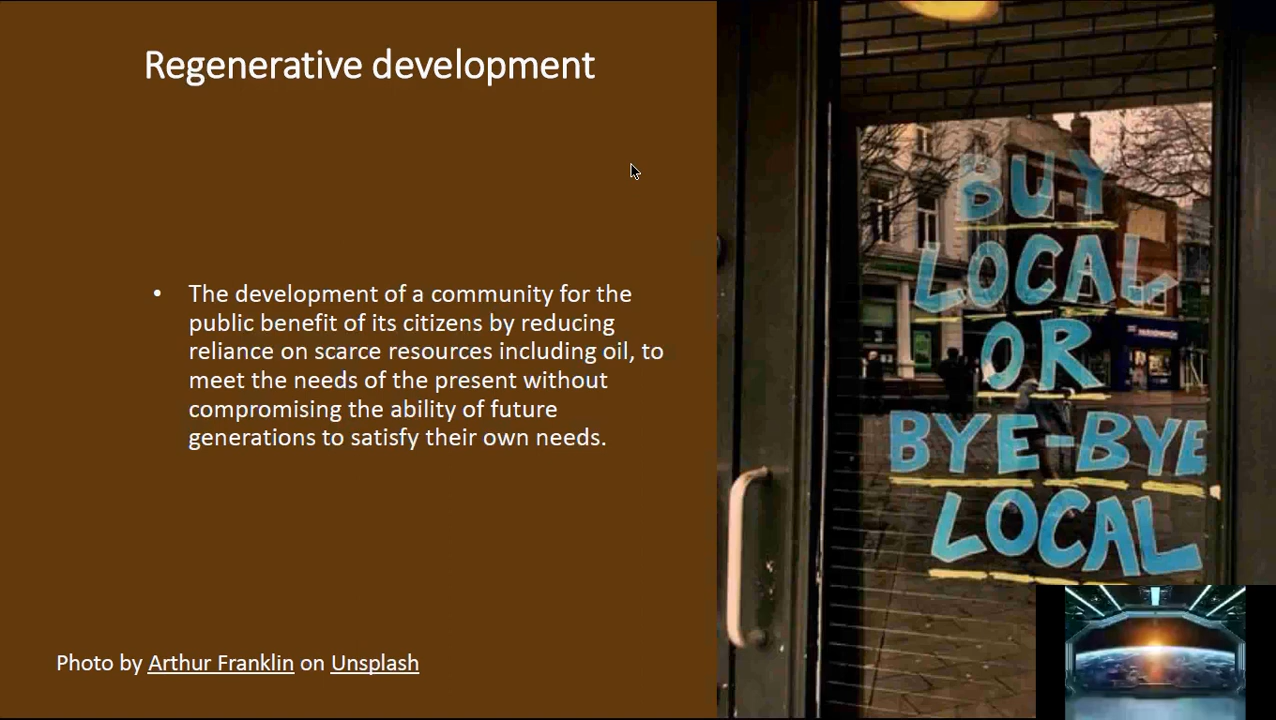 Regenerative development
• The development of a community for the
public benefit of its citizens by reducing
reliance on scarce resources including oil, to
meet the needs of the present without
compromising the ability of future
generations to satisfy their own needs.
Photo by Arthur Franklin on Unsplash
BUY
LOCAL
OR
BYE-BYE
LOCAL